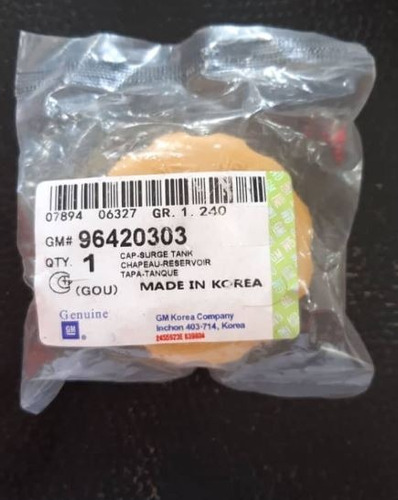 07894 06327 GR. 1. 240
GM# 96420303
QTY. 1 CAP-SURGE TANK
CHAPEAU-RESERVOIR
TAPA-TANQUE
(GOU) MADE IN KOREA
Genuine
GM
®
GM Korea Company
Inchon 403-714, Korea